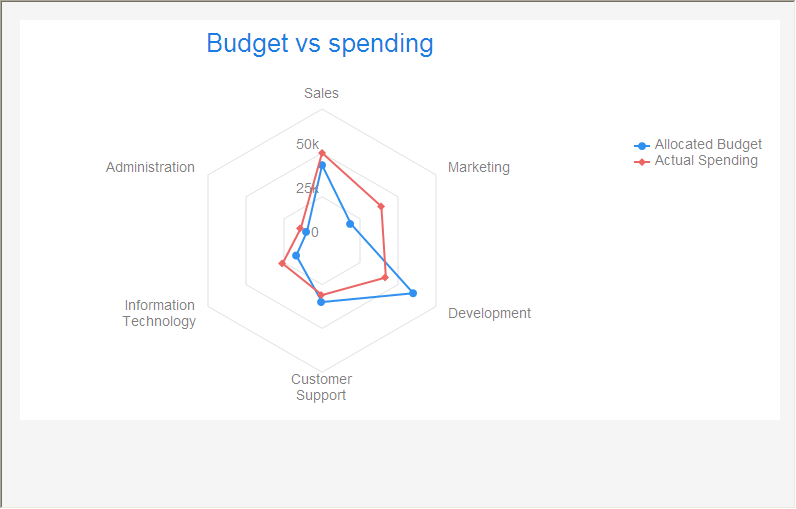 Budget vs spending
Sales
50k
25k
0
Administration
Marketing
Information
Technology
Development
Customer
Support
Allocated Budget
Actual Spending